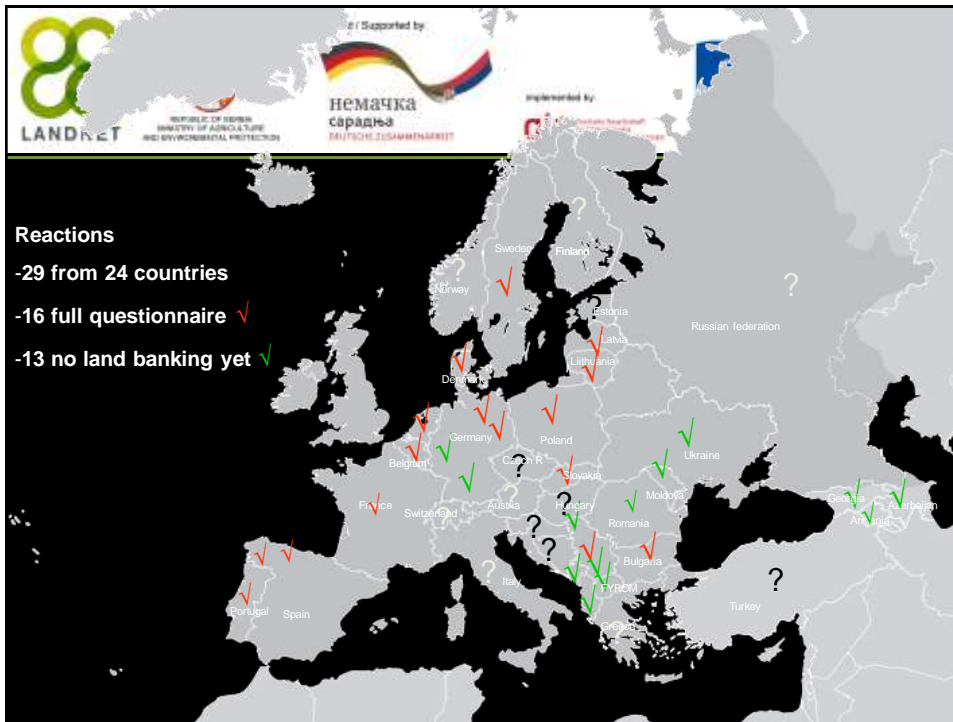 / Supported by:
LANDNET
REPUBLIC OF SERBIA
MINISTRY OF AGRICULTURE
AND ENVIRONMENTAL PROTECTION
немачка
сарадња
DEUTSCHE ZUSAMMENARBEIT
Implemented by:
Reactions
-29 from 24 countries
-16 full questionnaire √
-13 no land banking yet √
?
Finland
Sweden
?
Norway
√
?
Russian federation
?
Estonia
√
Latvia
Liithuania
√
√
Denmark
√
√
√
√
√
Germany
Poland
√
Ukraine
√
Belgium
√
√
Czech R
?
√
Slovakia
√
Moldova
France
√
Switzerland
?
Austria
?
Hungary
?
√
√
Romania
Georgia
√
√
Azerbaijan
Armenia
√
?
?
√
√
Bulgaria
√
√
√
√
FYROM
√
√
√
Portugal
Spain
?
Italy
?
Turkey
Greece
?